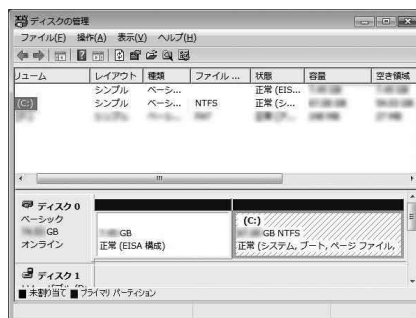 ディスクの管理
ファイル(F) 操作(A) 表示(V) ヘルプ(H)
リューム レイアウト 種類 ファイル ... 状態 容量 空き領域
シンプル ベーシ... 正常 (EIS...
(C:) シンプル ベーシ... NTFS 正常 (シ...
ディスク 0
ベーシック
GB
オンライン
GB
正常 (EISA 構成)
(C:)
GB NTFS
正常 (システム, ブート, ページ ファイル,
ディスク 1
未割り当て プライマリ パーティション